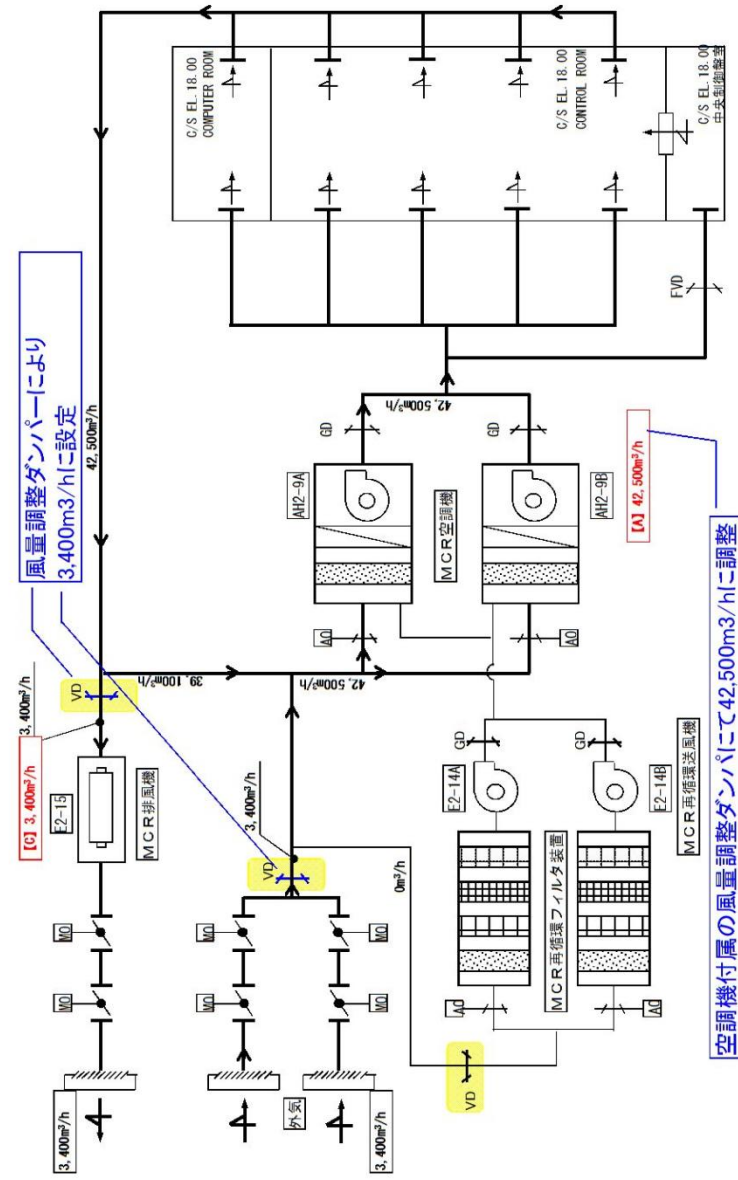 風量調整ダンパーにより
3,400m3/hに設定
42,500m³/h
C/S EL.18.00
COMPUTER ROOM
C/S EL.18.00
CONTROL ROOM
C/S EL.18.00
中央制御盤室
3,400m³/h
【C】3,400m³/h
3,400m³/h
MO
MO
E2-15
MCR排風機
VD
39,100m³/h
42,500m³/h
AO
AO
AH2-9A
MCR空調機
AH2-9B
GD
GD
42,500m³/h
FVD
【A】42,500m³/h
外気
3,400m³/h
MO
MO
MO
MO
VD
3,400m³/h
0m³/h
VD
AO
AO
MCR再循環フィルタ装置
E2-14A
E2-14B
GD
GD
MCR再循環送風機
空調機付属の風量調整ダンパにて42,500m3/hに調整